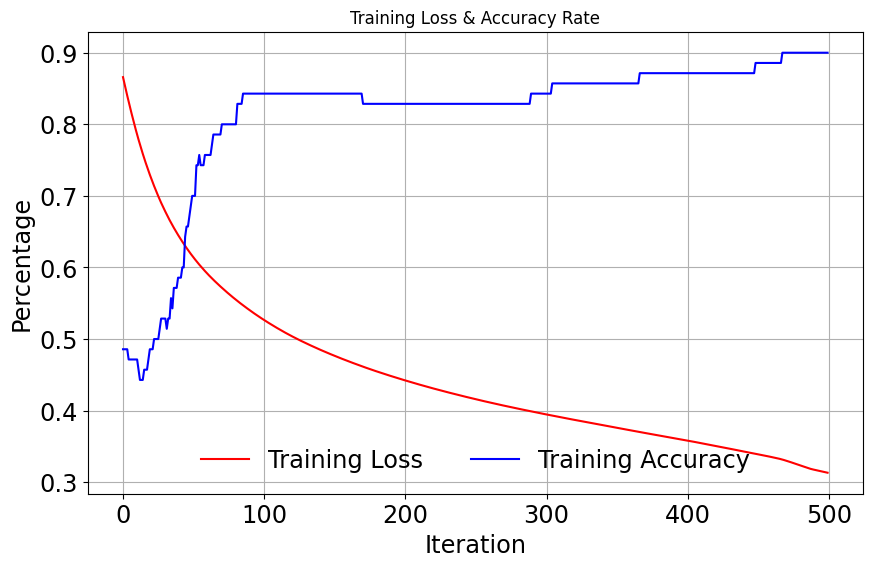 Training Loss & Accuracy Rate
0.9
0.8
0.7
0.6
0.5
0.4
0.3
Percentage
Training Loss
Training Accuracy
0 100 200 300 400 500
Iteration